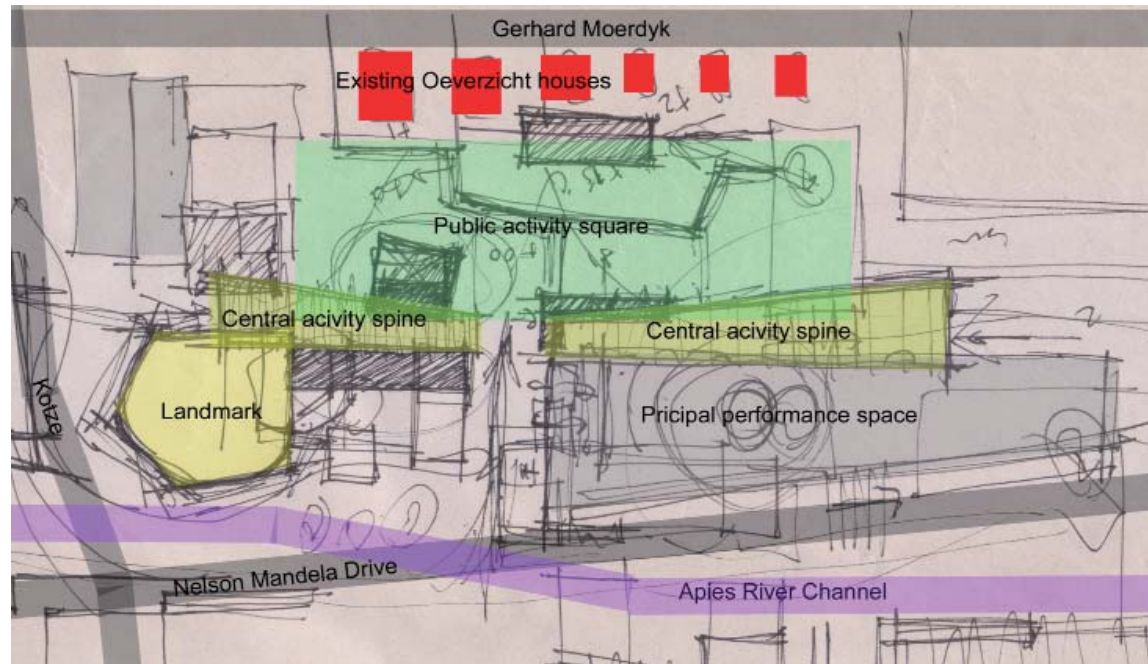 Gerhard Moerdyk
Existing Oeverzicht houses
Public activity square
Central acivity spine
Central acivity spine
Landmark
Pricipal performance space
Kotze
Nelson Mandela Drive
Apies River Channel